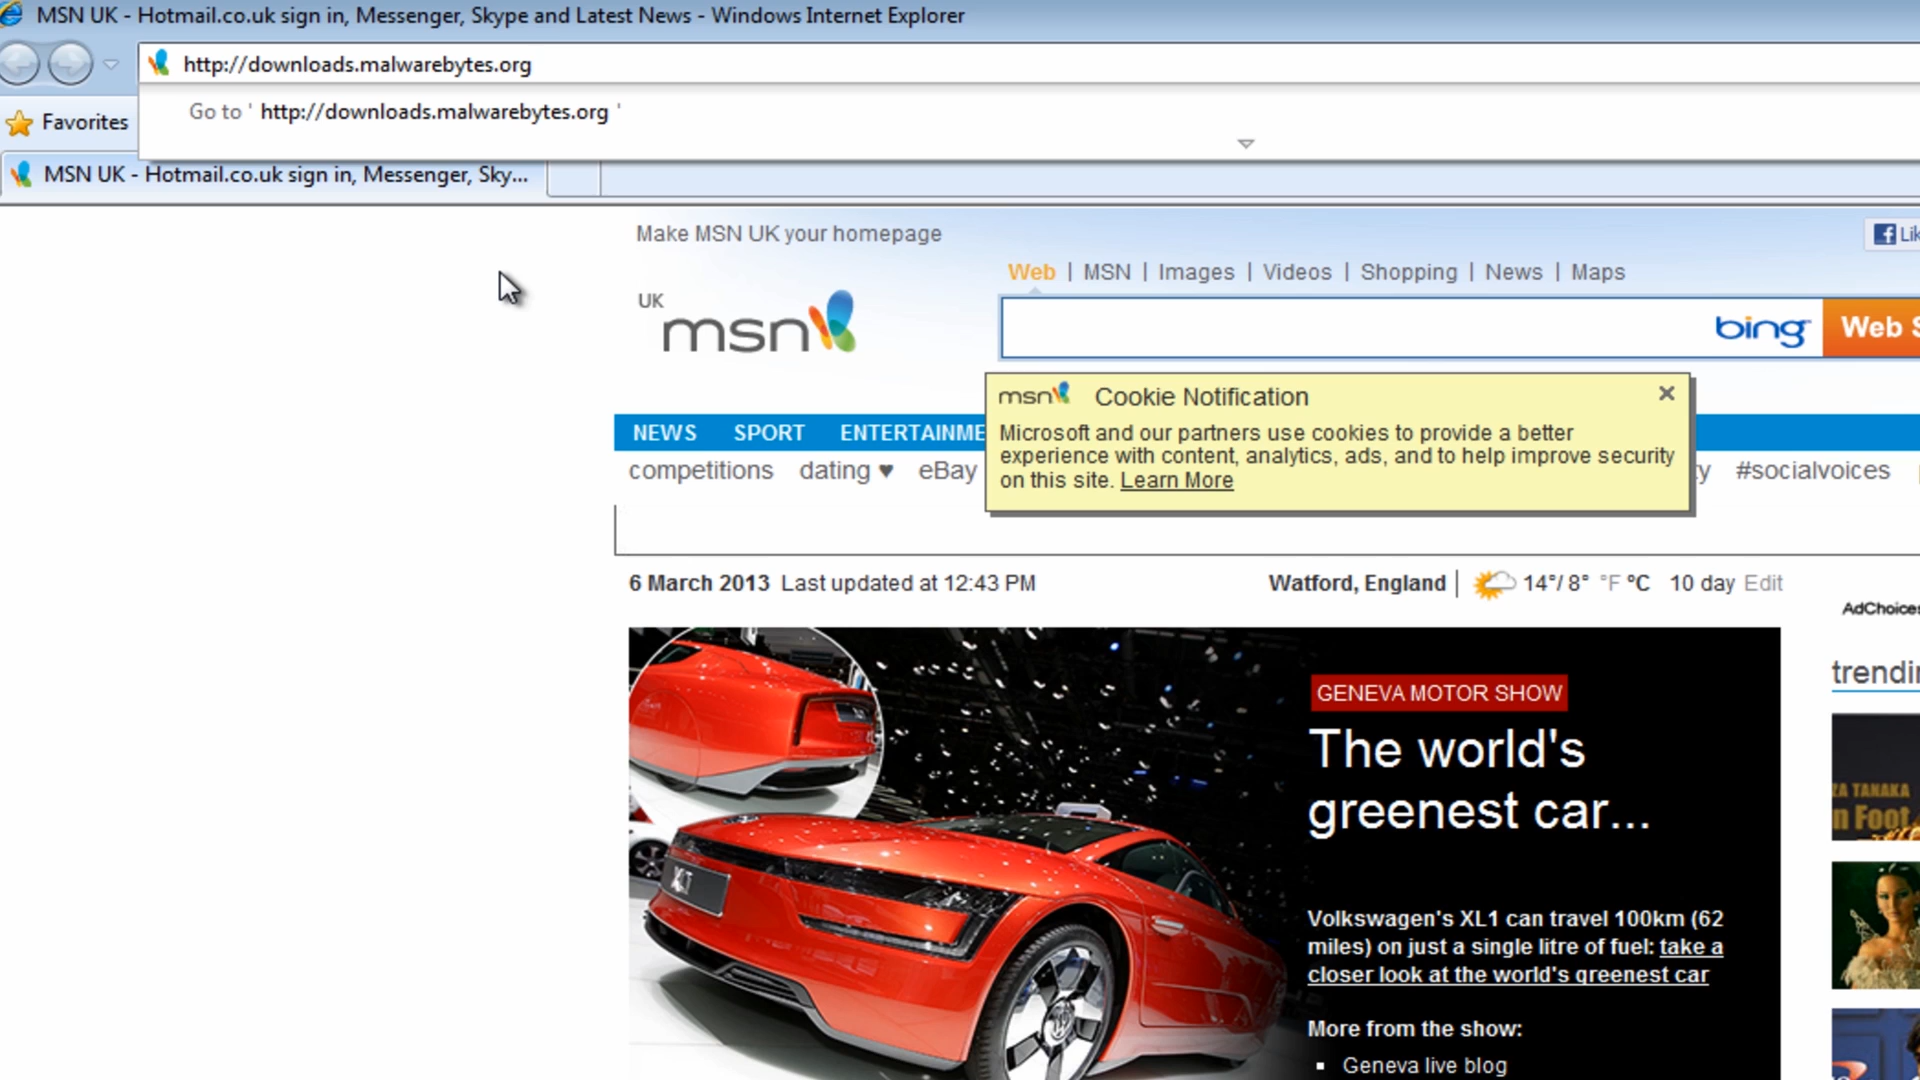 MSN UK - Hotmail.co.uk sign in, Messenger, Skype and Latest News - Windows Internet Explorer
http://downloads.malwarebytes.org
Go to ' http://downloads.malwarebytes.org '
Favorites
MSN UK - Hotmail.co.uk sign in, Messenger, Sky...
Make MSN UK your homepage
Web | MSN | Images | Videos | Shopping | News | Maps
UK
msn
bing
Web S
msn Cookie Notification
Microsoft and our partners use cookies to provide a better
experience with content, analytics, ads, and to help improve security
on this site. Learn More
NEWS SPORT ENTERTAINME
competitions dating ♥ eBay
#socialvoices
6 March 2013 Last updated at 12:43 PM
Watford, England | 14°/ 8° °F °C 10 day Edit
AdChoices
trendin
ZA TANAKA
n Foot
GENEVA MOTOR SHOW
The world's
greenest car...
Volkswagen's XL1 can travel 100km (62
miles) on just a single litre of fuel: take a
closer look at the world's greenest car
More from the show:
▪ Geneva live blog